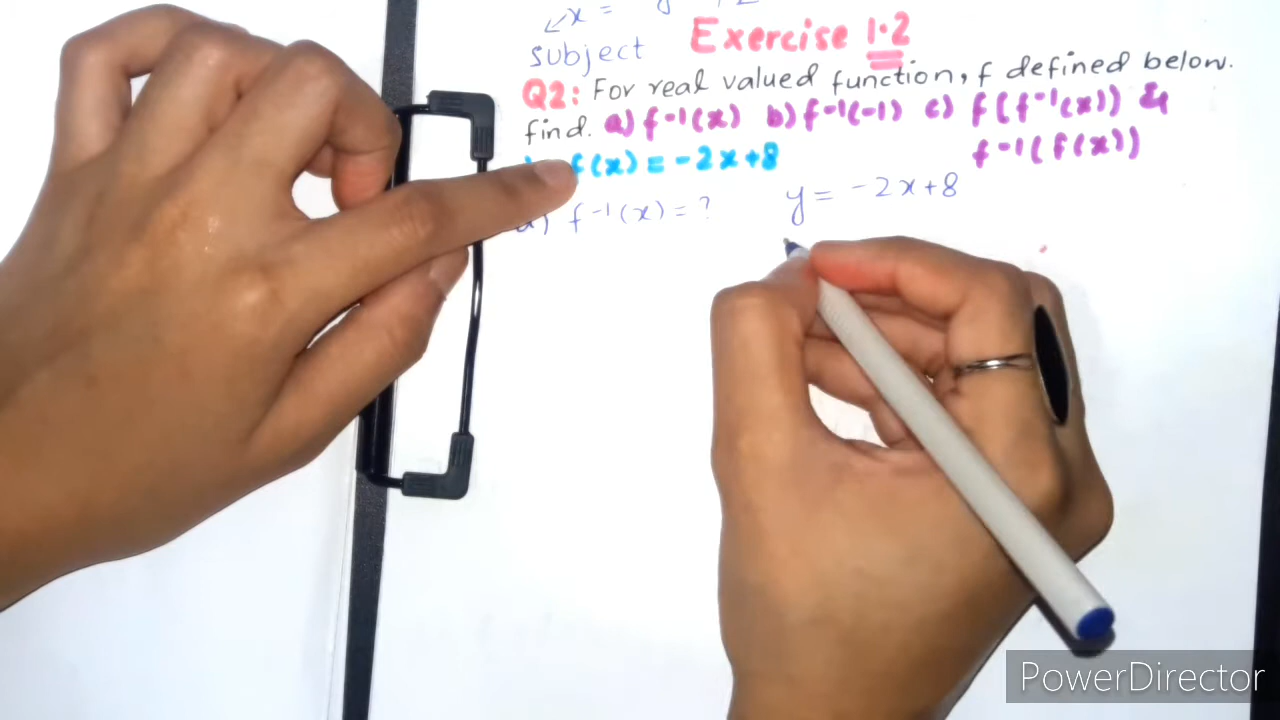 x =
subject Exercise 1.2
Q2: For real valued function, f defined below.
find. a) f-1(x) b) f-1(-1) c) f(f-1(x)) &
f-1(f(x))
f(x) = -2x+8
a) f-1(x) = ? y = -2x+8
PowerDirector